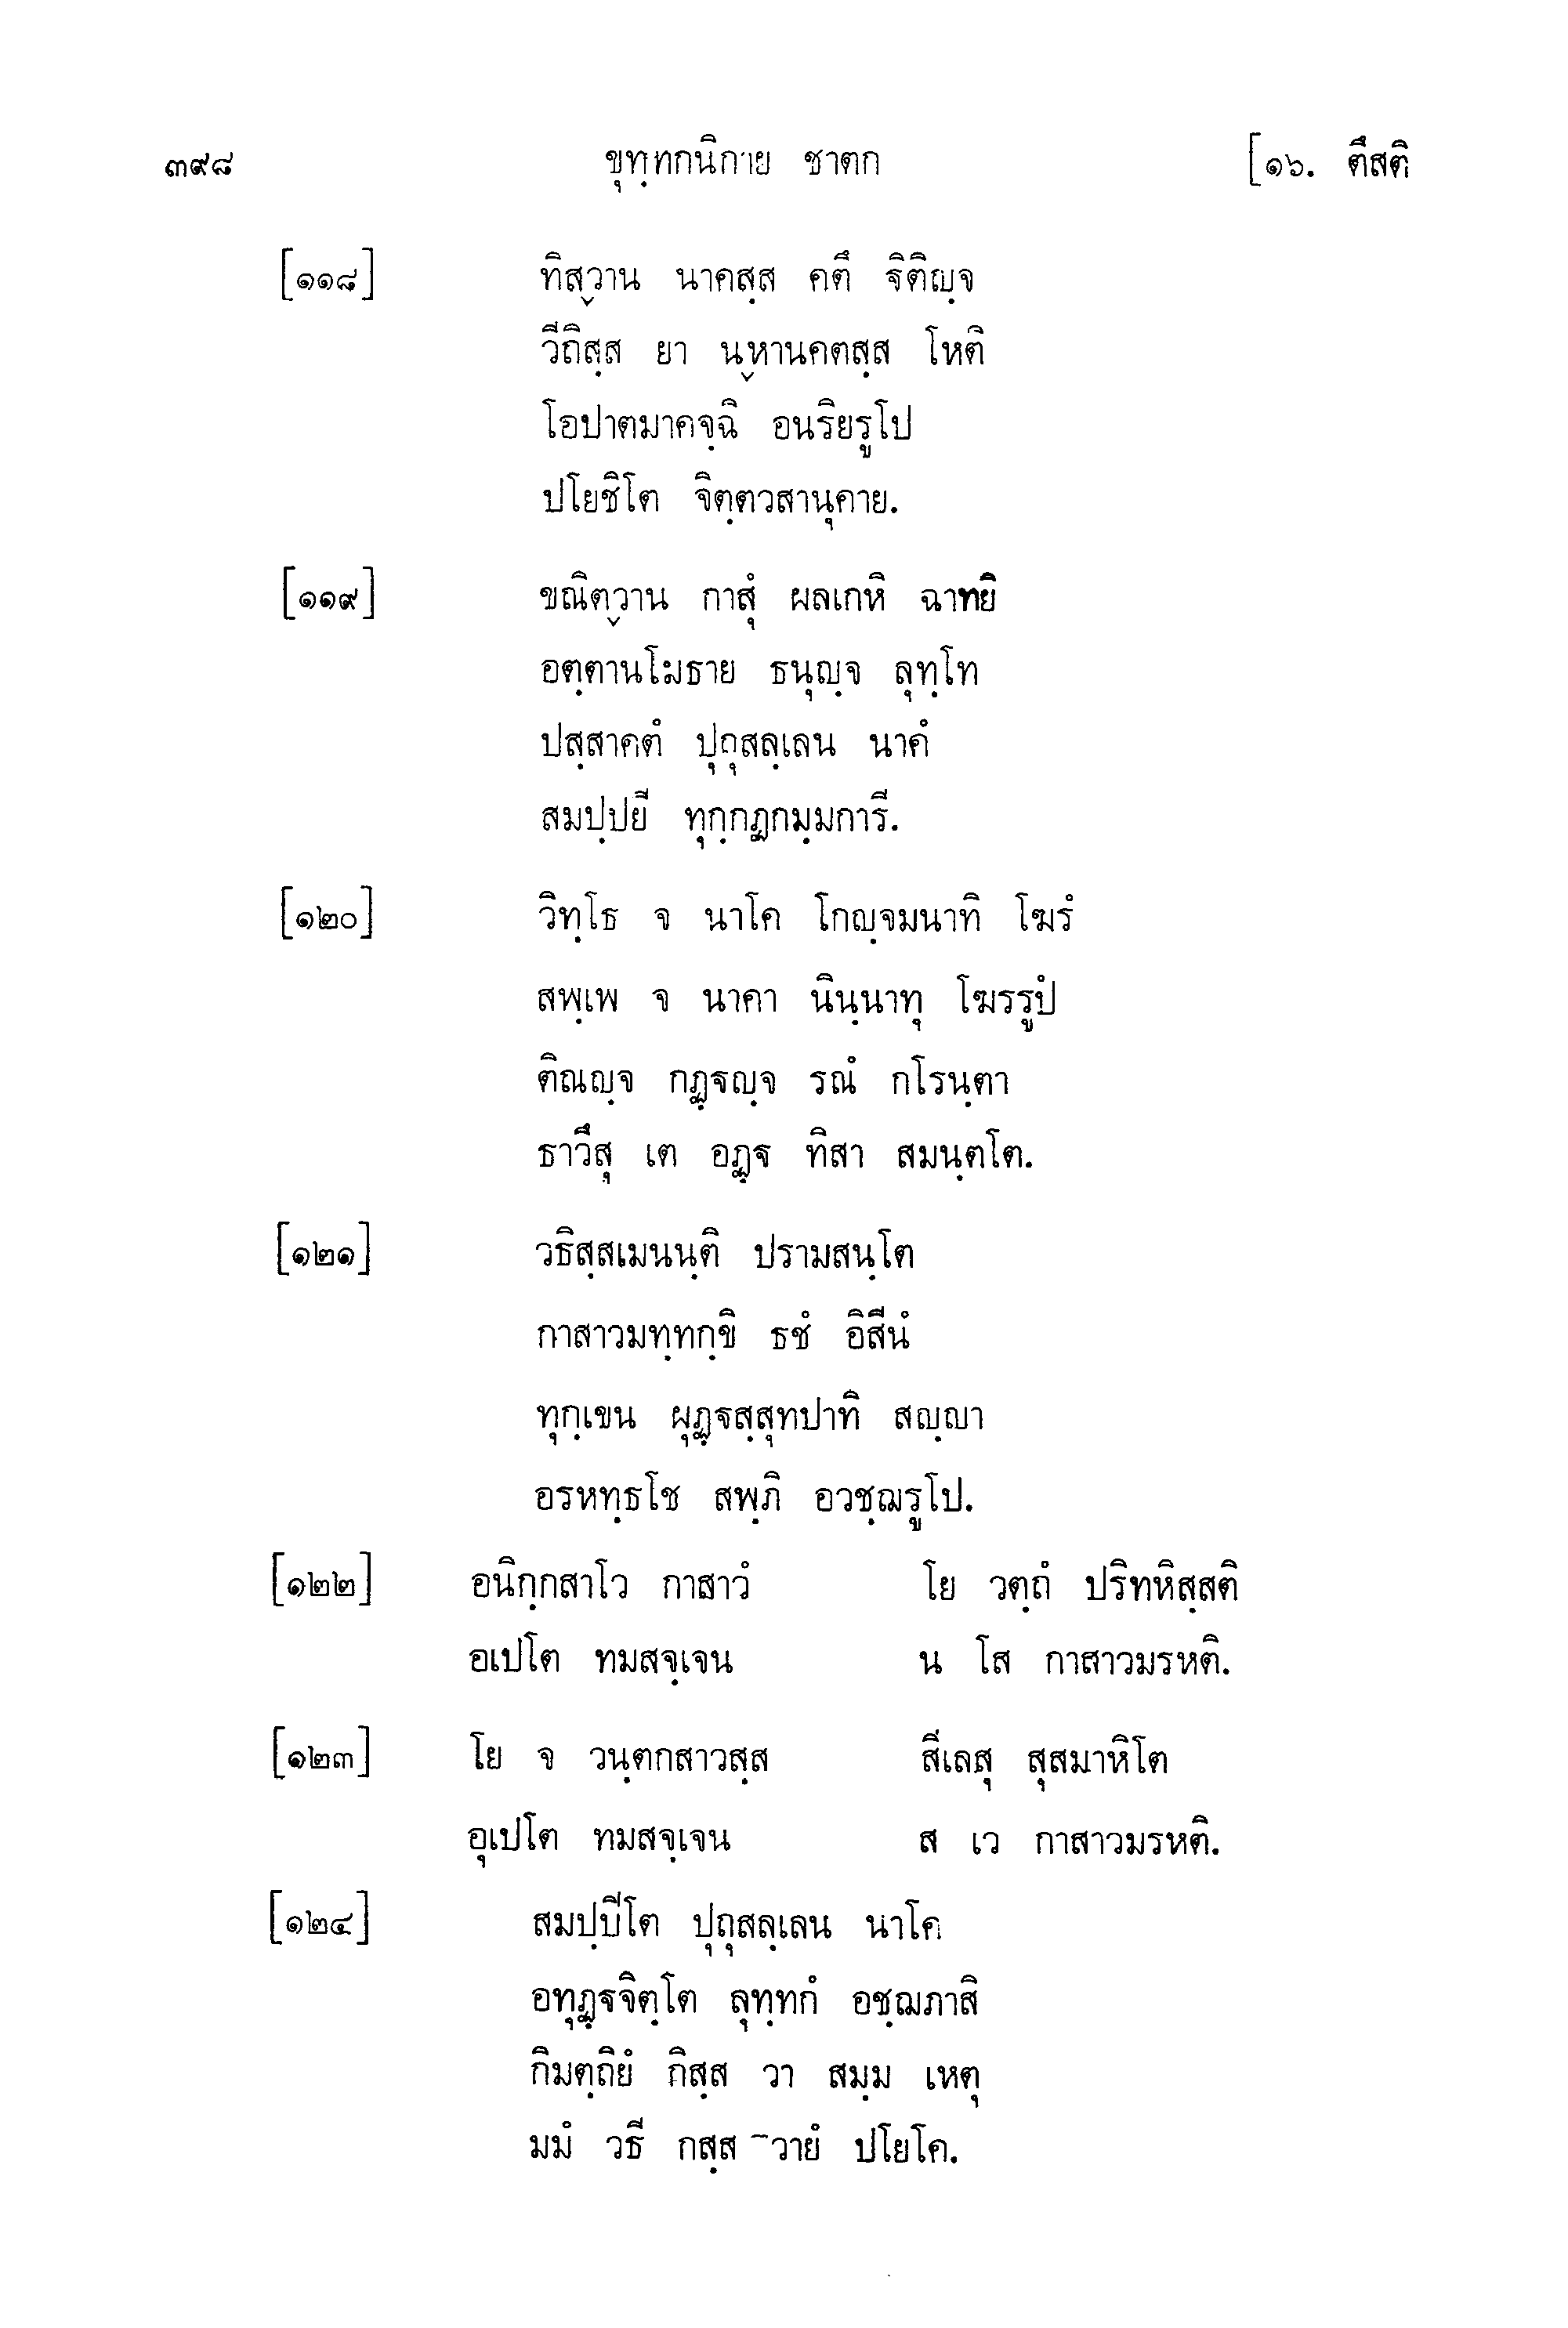 ๓๙๘ ขุทฺทกนิกาย ชาตก [๑๖. ตึสติ
[๑๑๘] ทิสฺวาน นาคสฺส คตึ ฐิติญฺจ
วีถิสฺส ยา นฺหานคตสฺส โหติ
โอปาตมาคจฺฉิ อนริยรูโป
ปโยชิโต จิตฺตวสานุคาย.
[๑๑๙] ขณิตฺวาน กาสุํ ผลเกหิ ฉาทยิ
อตฺตานโมธาย ธนุญฺจ ลุทฺโท
ปสฺสาคตํ ปุถุสลฺเลน นาคํ
สมปฺปยี ทุกฺกฏกมฺมการี.
[๑๒๐] วิทฺโธ จ นาโค โกญฺจมนาทิ โฆรํ
สพฺเพ จ นาคา นินฺนาทุ โฆรรูปํ
ติณญฺจ กฏฺฐญฺจ รณํ กโรนฺตา
ธาวึสุ เต อฏฺฐ ทิสา สมนฺตโต.
[๑๒๑] วธิสฺสเมนนฺติ ปรามสนฺโต
กาสาวมทฺทกฺขิ ธชํ อิสีนํ
ทุกฺเขน ผุฏฺฐสฺสุทปาทิ สญฺญา
อรหทฺธโช สพฺภิ อวชฺฌรูโป.
[๑๒๒] อนิกฺกสาโว กาสาวํ โย วตฺถํ ปริทหิสฺสติ
อเปโต ทมสจฺเจน น โส กาสาวมรหติ.
[๑๒๓] โย จ วนฺตกสาวสฺส สีเลสุ สุสมาหิโต
อุเปโต ทมสจฺเจน ส เว กาสาวมรหติ.
[๑๒๔] สมปฺปีโต ปุถุสลฺเลน นาโค
อทุฏฺฐจิตฺโต ลุทฺทกํ อชฺฌภาสิ
กิมตฺถิยํ กิสฺส วา สมฺม เหตุ
มมํ วธี กสฺส วายํ ปโยโค.